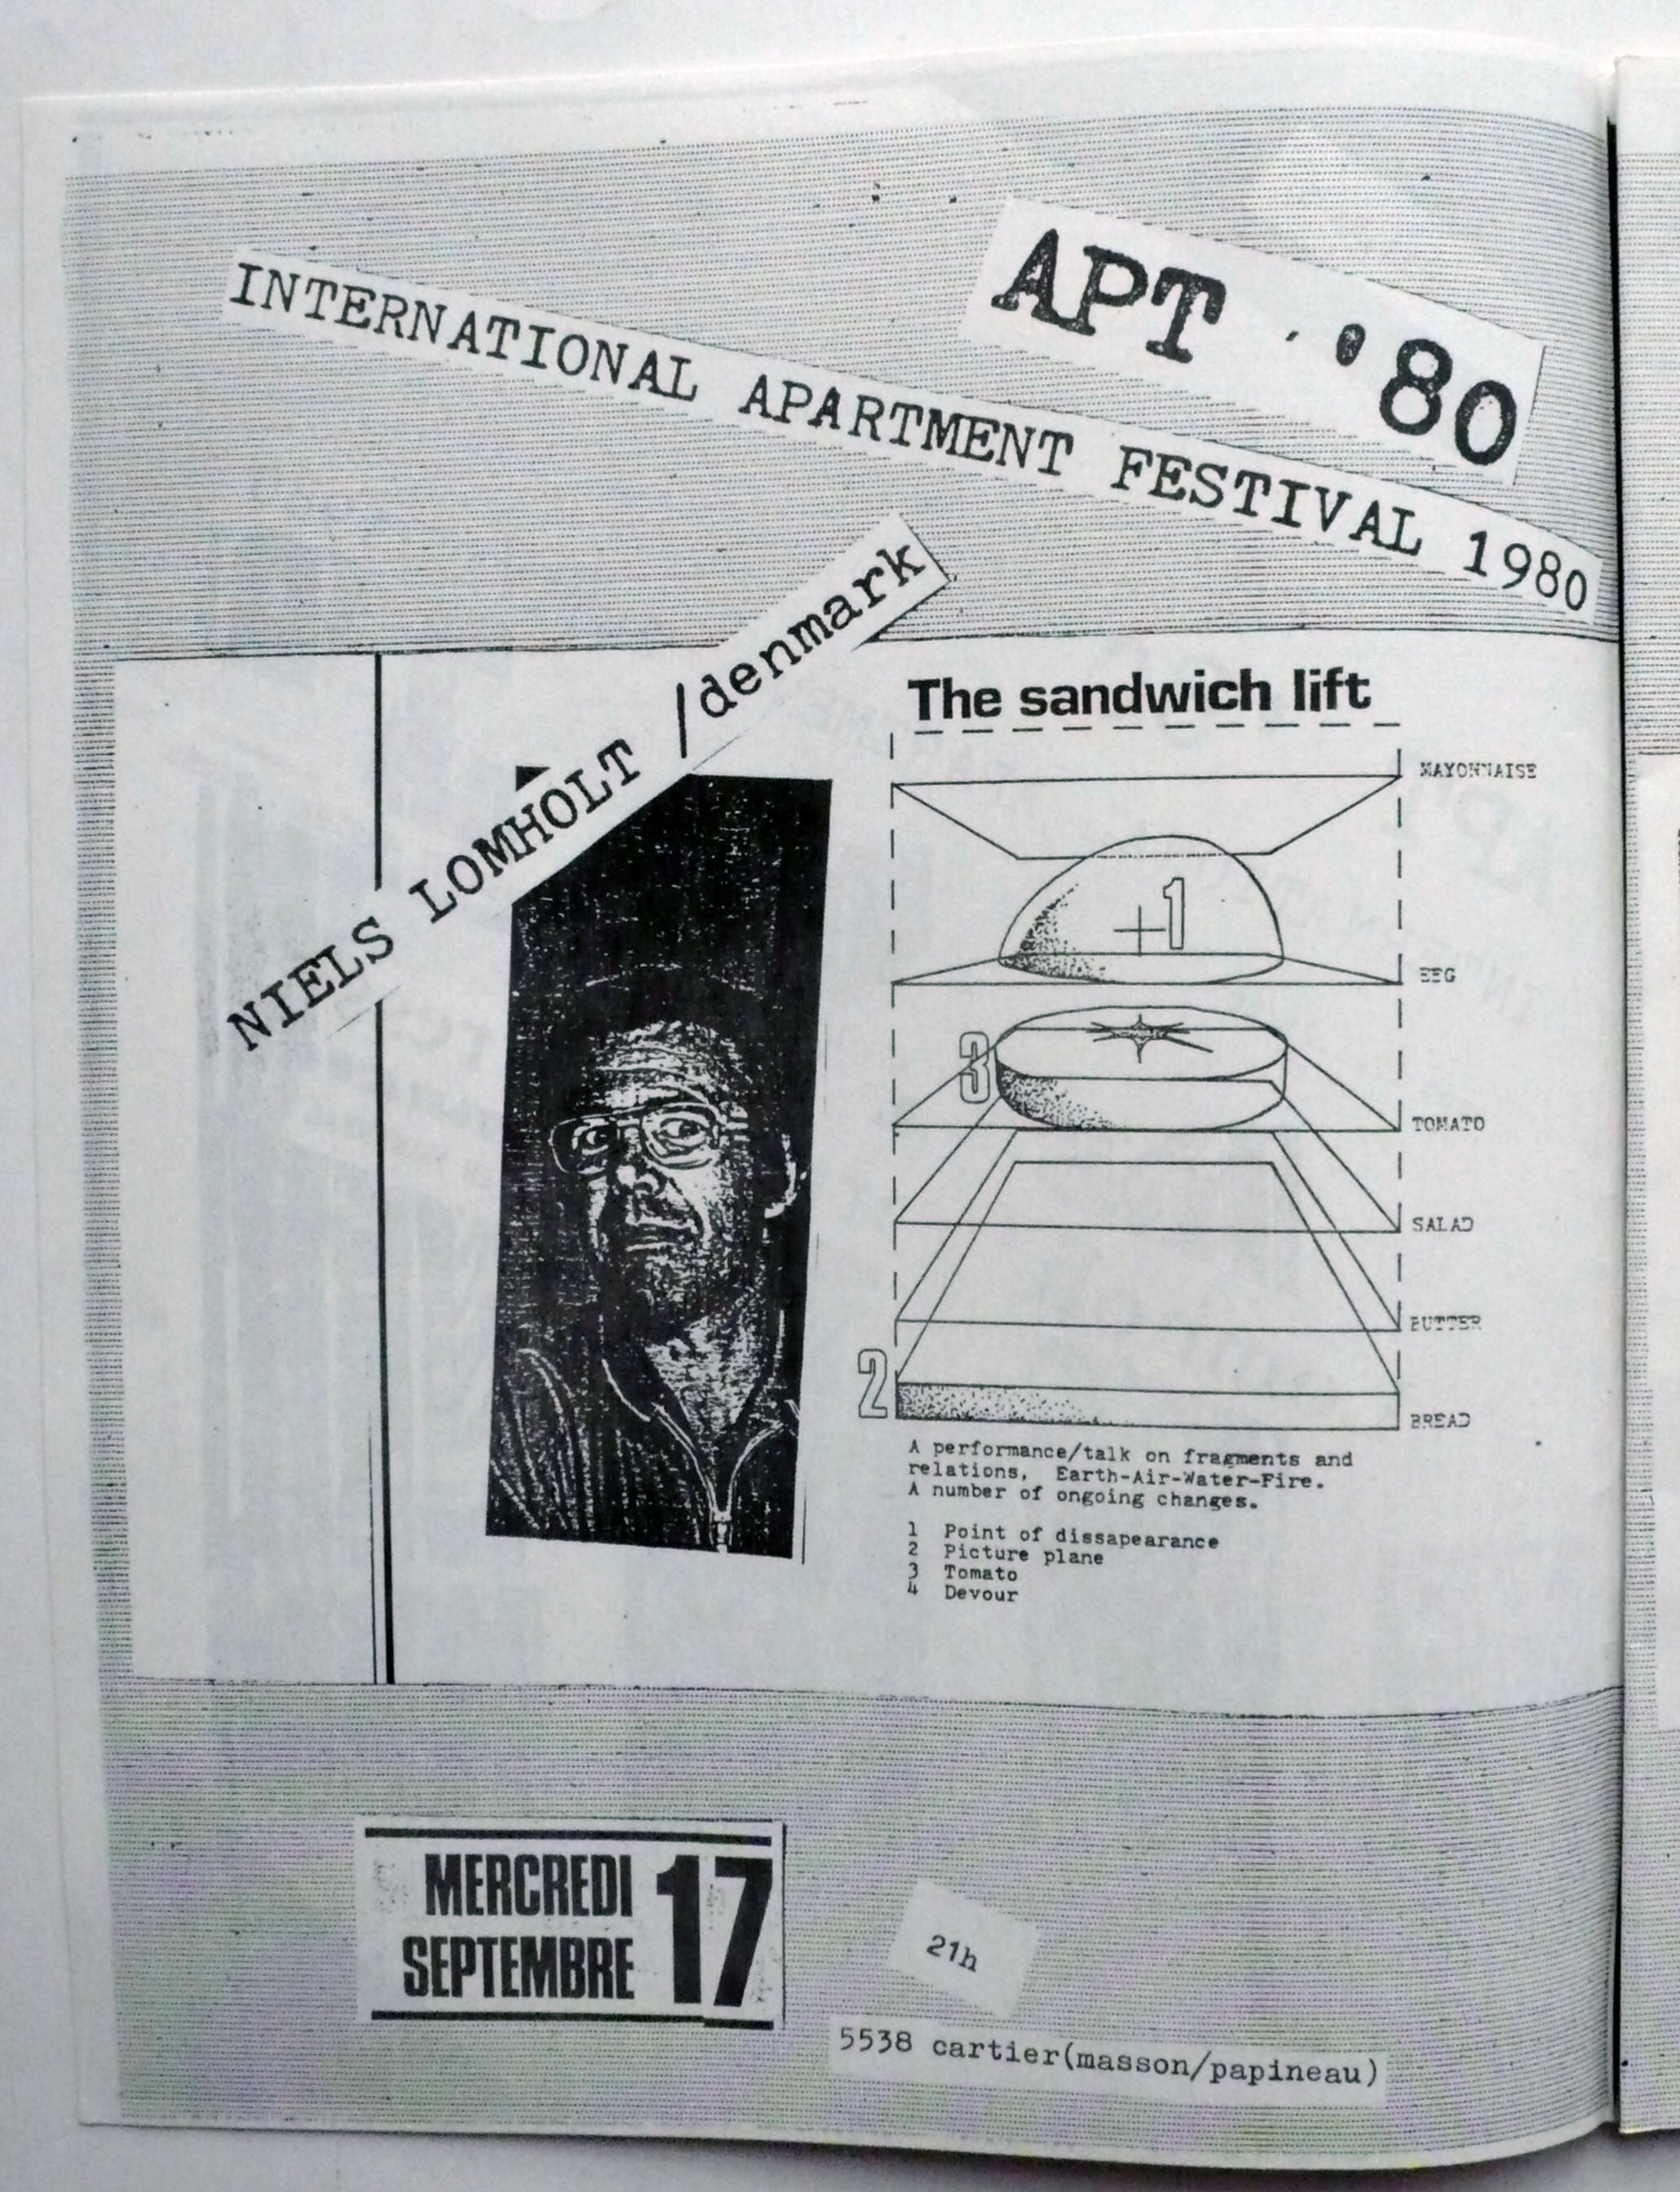 APT '80
INTERNATIONAL APARTMENT FESTIVAL 1980
NIELS LOMHOLT /denmark
The sandwich lift
MAYONNAISE
+1
EGG
3
TOMATO
SALAD
BUTTER
2
BREAD
A performance/talk on fragments and
relations, Earth-Air-Water-Fire.
A number of ongoing changes.
1 Point of dissapearance
2 Picture plane
3 Tomato
4 Devour
MERCREDI 17
SEPTEMBRE
21h
5538 cartier(masson/papineau)